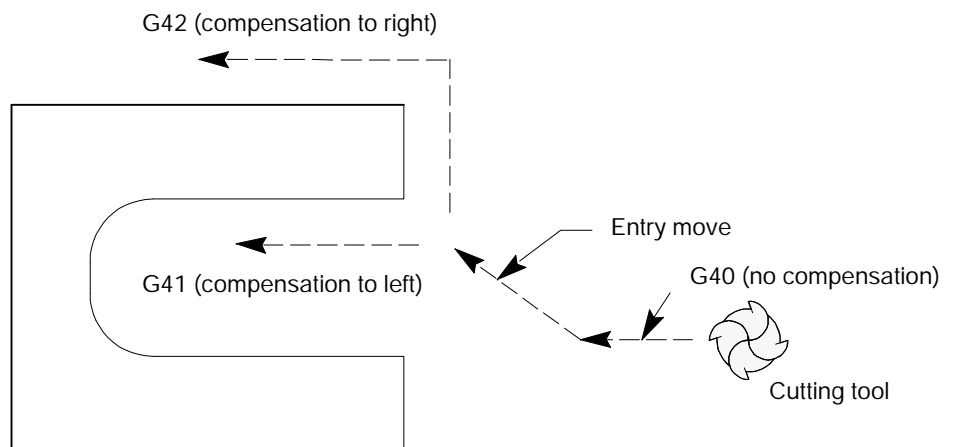 G42 (compensation to right)
Entry move
G40 (no compensation)
G41 (compensation to left)
Cutting tool